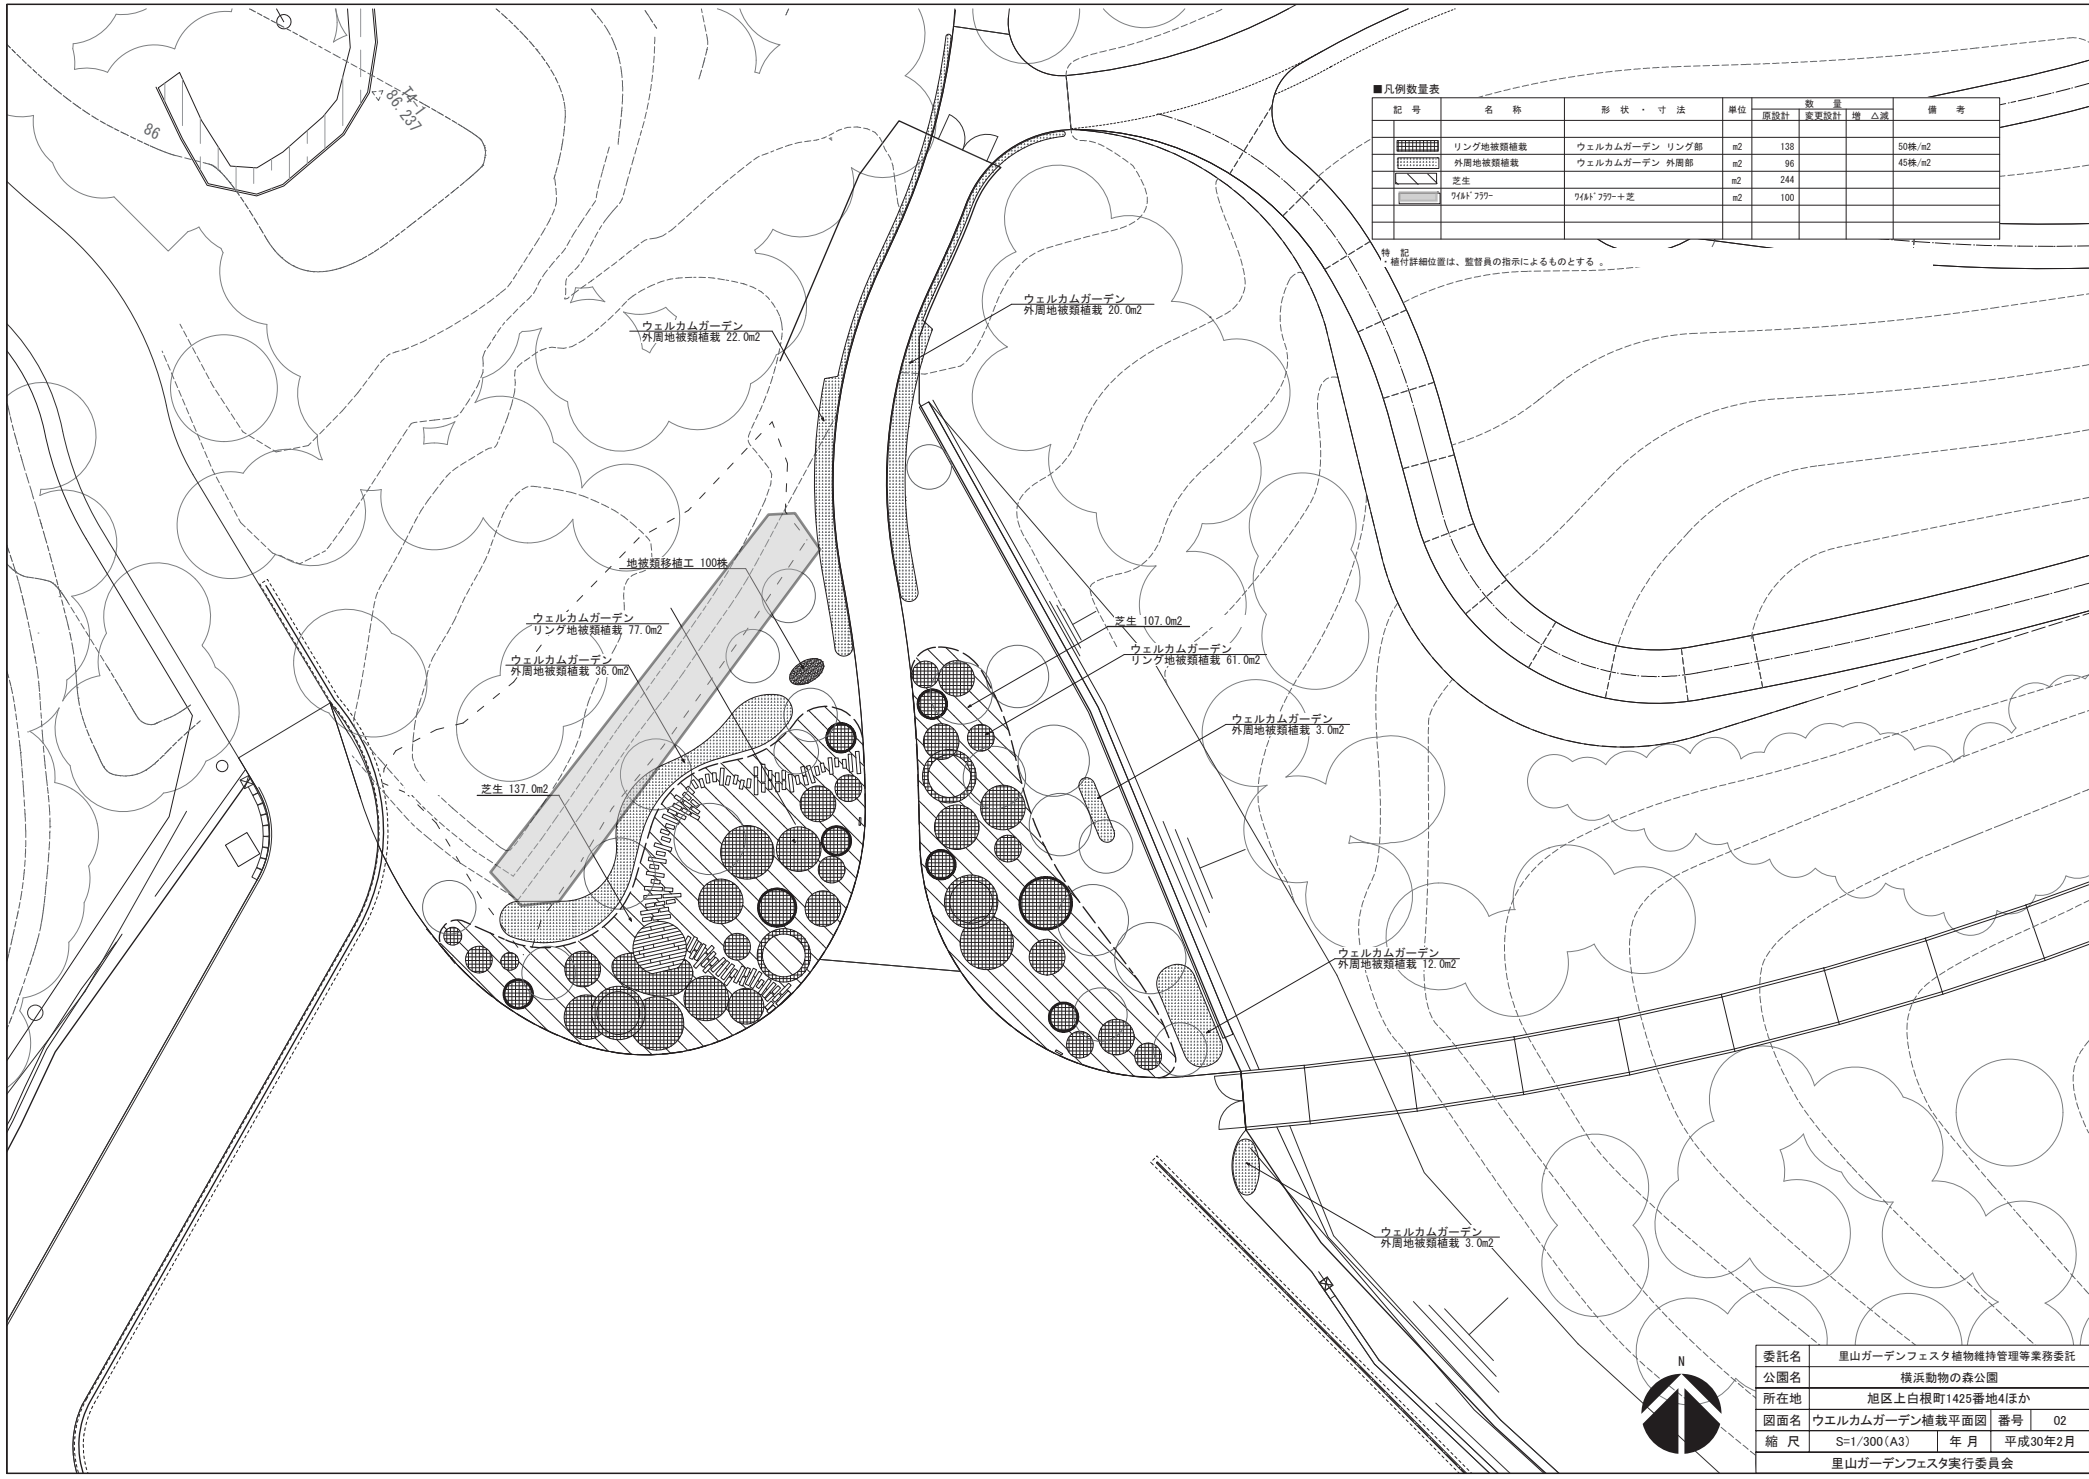 T4-1
86.237
86
■凡例数量表
記 号 名 称 形 状 ・ 寸 法 単位 数 量 備 考
原設計 変更設計 増 △減
リング地被類植栽 ウェルカムガーデン リング部 m2 138 50株/m2
外周地被類植栽 ウェルカムガーデン 外周部 m2 96 45株/m2
芝生 m2 244
ﾜｲﾙﾄﾞﾌﾗﾜｰ ﾜｲﾙﾄﾞﾌﾗﾜｰ+芝 m2 100
特 記
・植付詳細位置は、監督員の指示によるものとする 。
ウェルカムガーデン
外周地被類植栽 20.0m2
ウェルカムガーデン
外周地被類植栽 22.0m2
地被類移植工 100株
ウェルカムガーデン
リング地被類植栽 77.0m2
ウェルカムガーデン
外周地被類植栽 36.0m2
芝生 137.0m2
芝生 107.0m2
ウェルカムガーデン
リング地被類植栽 61.0m2
ウェルカムガーデン
外周地被類植栽 3.0m2
ウェルカムガーデン
外周地被類植栽 12.0m2
ウェルカムガーデン
外周地被類植栽 3.0m2
N
委託名 里山ガーデンフェスタ植物維持管理等業務委託
公園名 横浜動物の森公園
所在地 旭区上白根町1425番地4ほか
図面名 ウエルカムガーデン植栽平面図 番号 02
縮 尺 S=1/300(A3) 年 月 平成30年2月
里山ガーデンフェスタ実行委員会